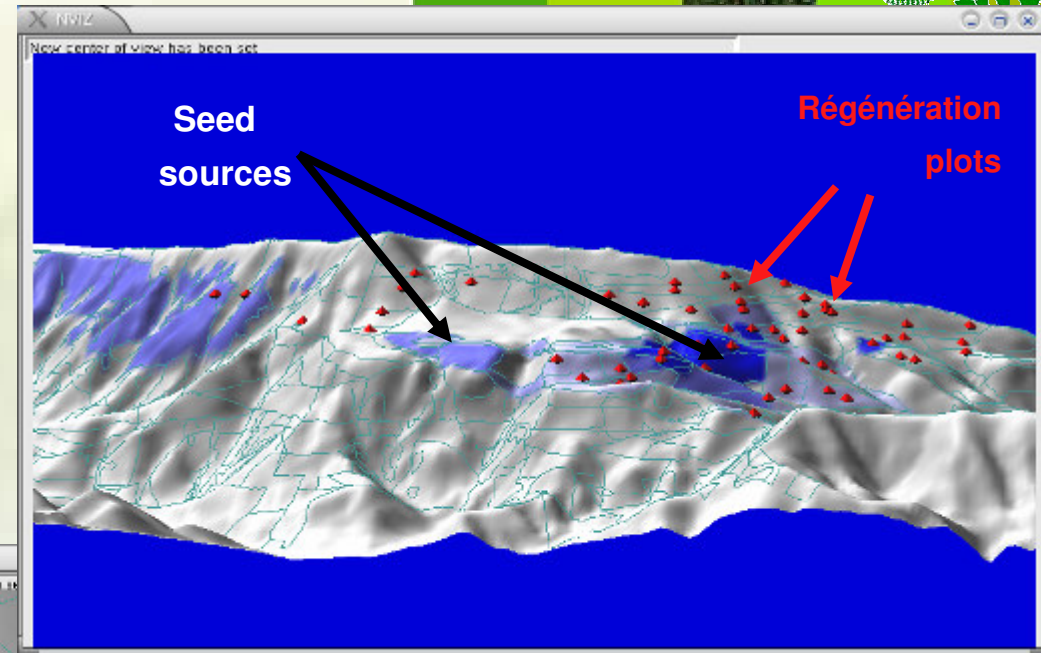 NVIZ
New center of view has been set
Seed
sources
Régénération
plots